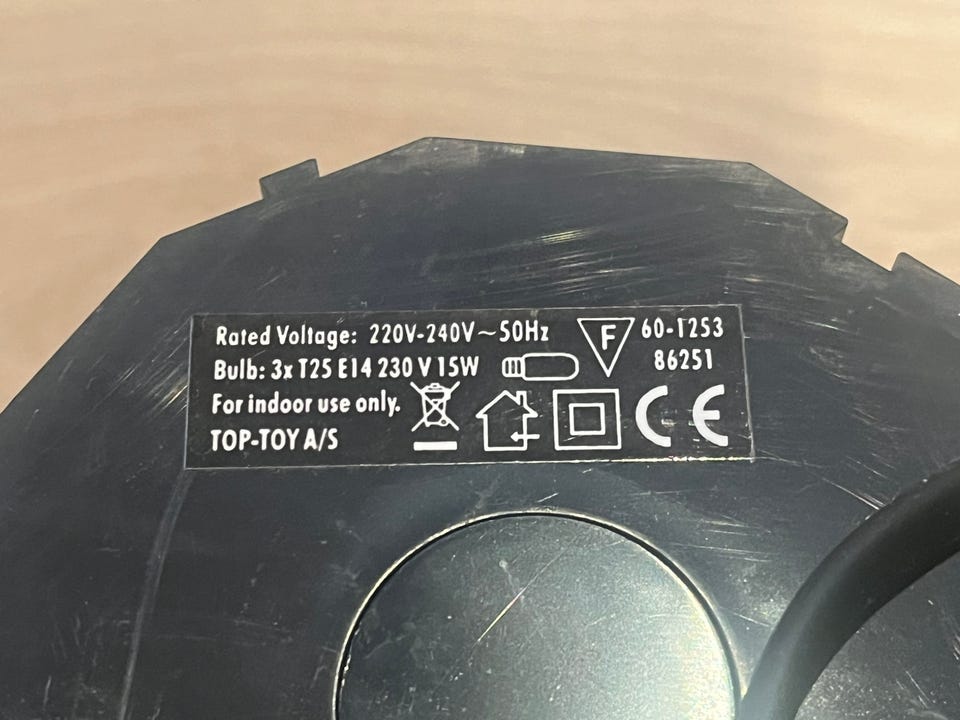 Rated Voltage: 220V-240V~50Hz F 60-1253
Bulb: 3x T25 E14 230 V 15W 86251
For indoor use only.
TOP-TOY A/S CE